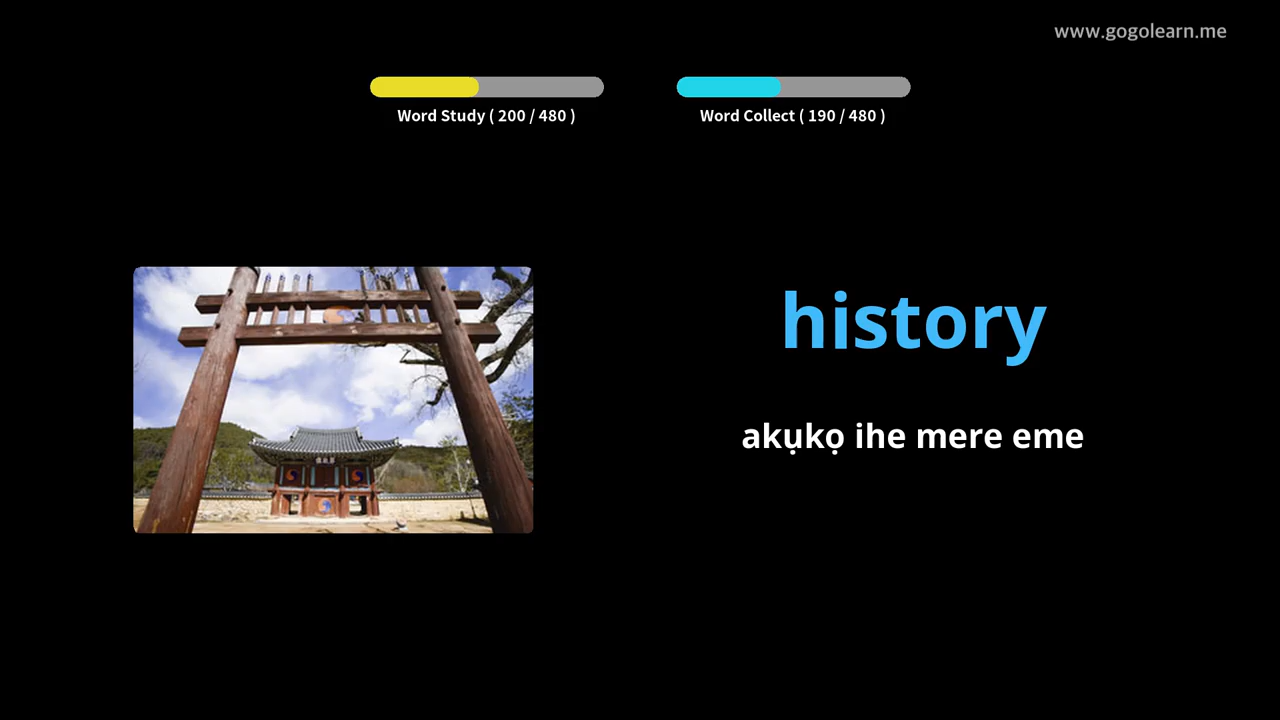 www.gogolearn.me
Word Study ( 200 / 480 )
Word Collect ( 190 / 480 )
history
akụkọ ihe mere eme